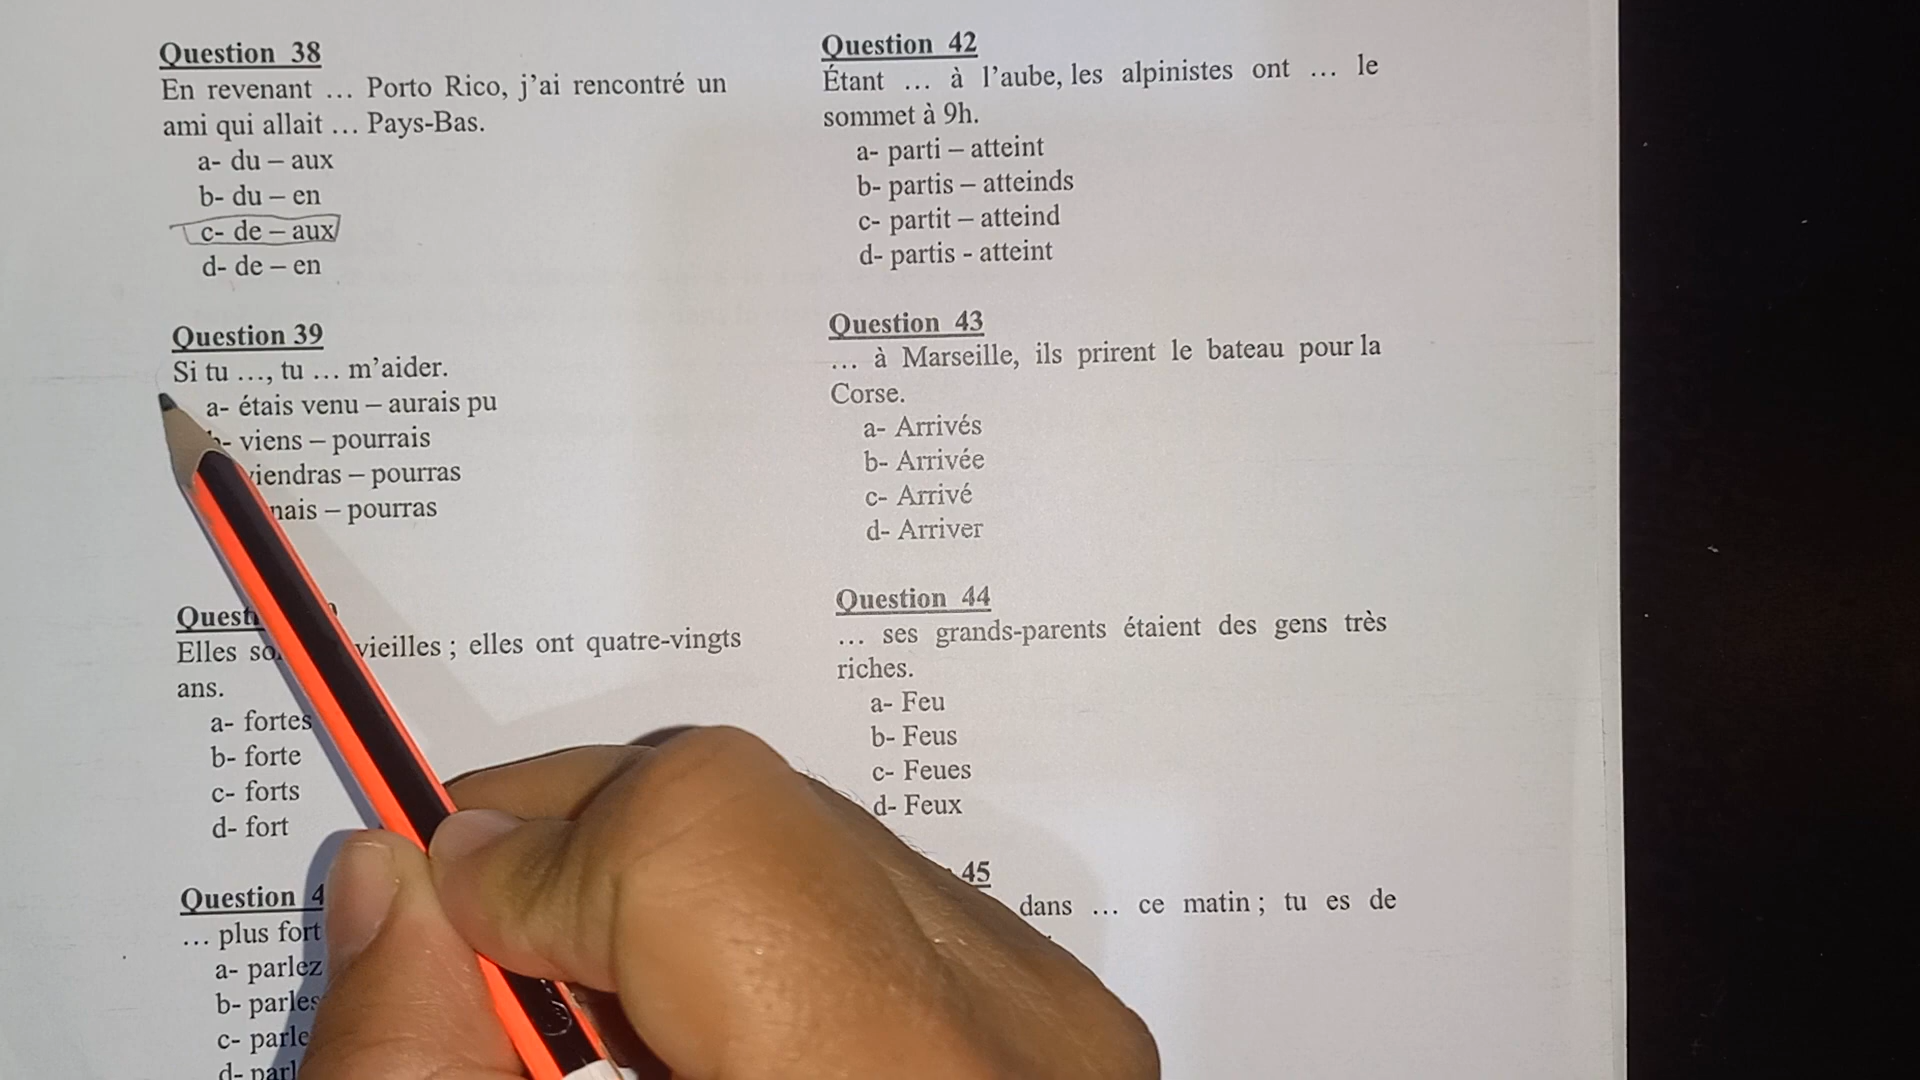 Question 38
En revenant … Porto Rico, j’ai rencontré un
ami qui allait … Pays-Bas.
a- du – aux
b- du – en
c- de – aux
d- de – en
Question 39
Si tu …, tu … m’aider.
a- étais venu – aurais pu
viens – pourrais
viendras – pourras
– pourras
Elles vieilles ; elles ont quatre-vingts
ans.
a- fortes
b- forte
c- forts
d- fort
Question 4
… plus fort
a- parlez
b- parles
c-
d-
Question 42
Étant … à l’aube, les alpinistes ont … le
sommet à 9h.
a- parti – atteint
b- partis – atteinds
c- partit – atteind
d- partis - atteint
Question 43
… à Marseille, ils prirent le bateau pour la
Corse.
a- Arrivés
b- Arrivée
c- Arrivé
d- Arriver
Question 44
… ses grands-parents étaient des gens très
riches.
a- Feu
b- Feus
c- Feues
d- Feux
45
dans … ce matin ; tu es de